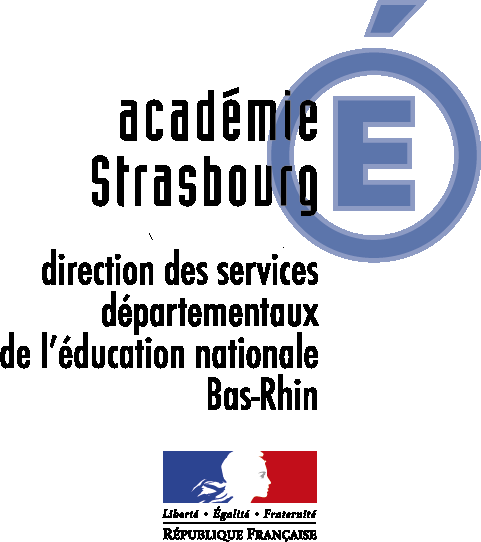 É
académie
Strasbourg
direction des services
départementaux
de l'éducation nationale
Bas-Rhin
Liberté • Égalité • Fraternité
RÉPUBLIQUE FRANÇAISE